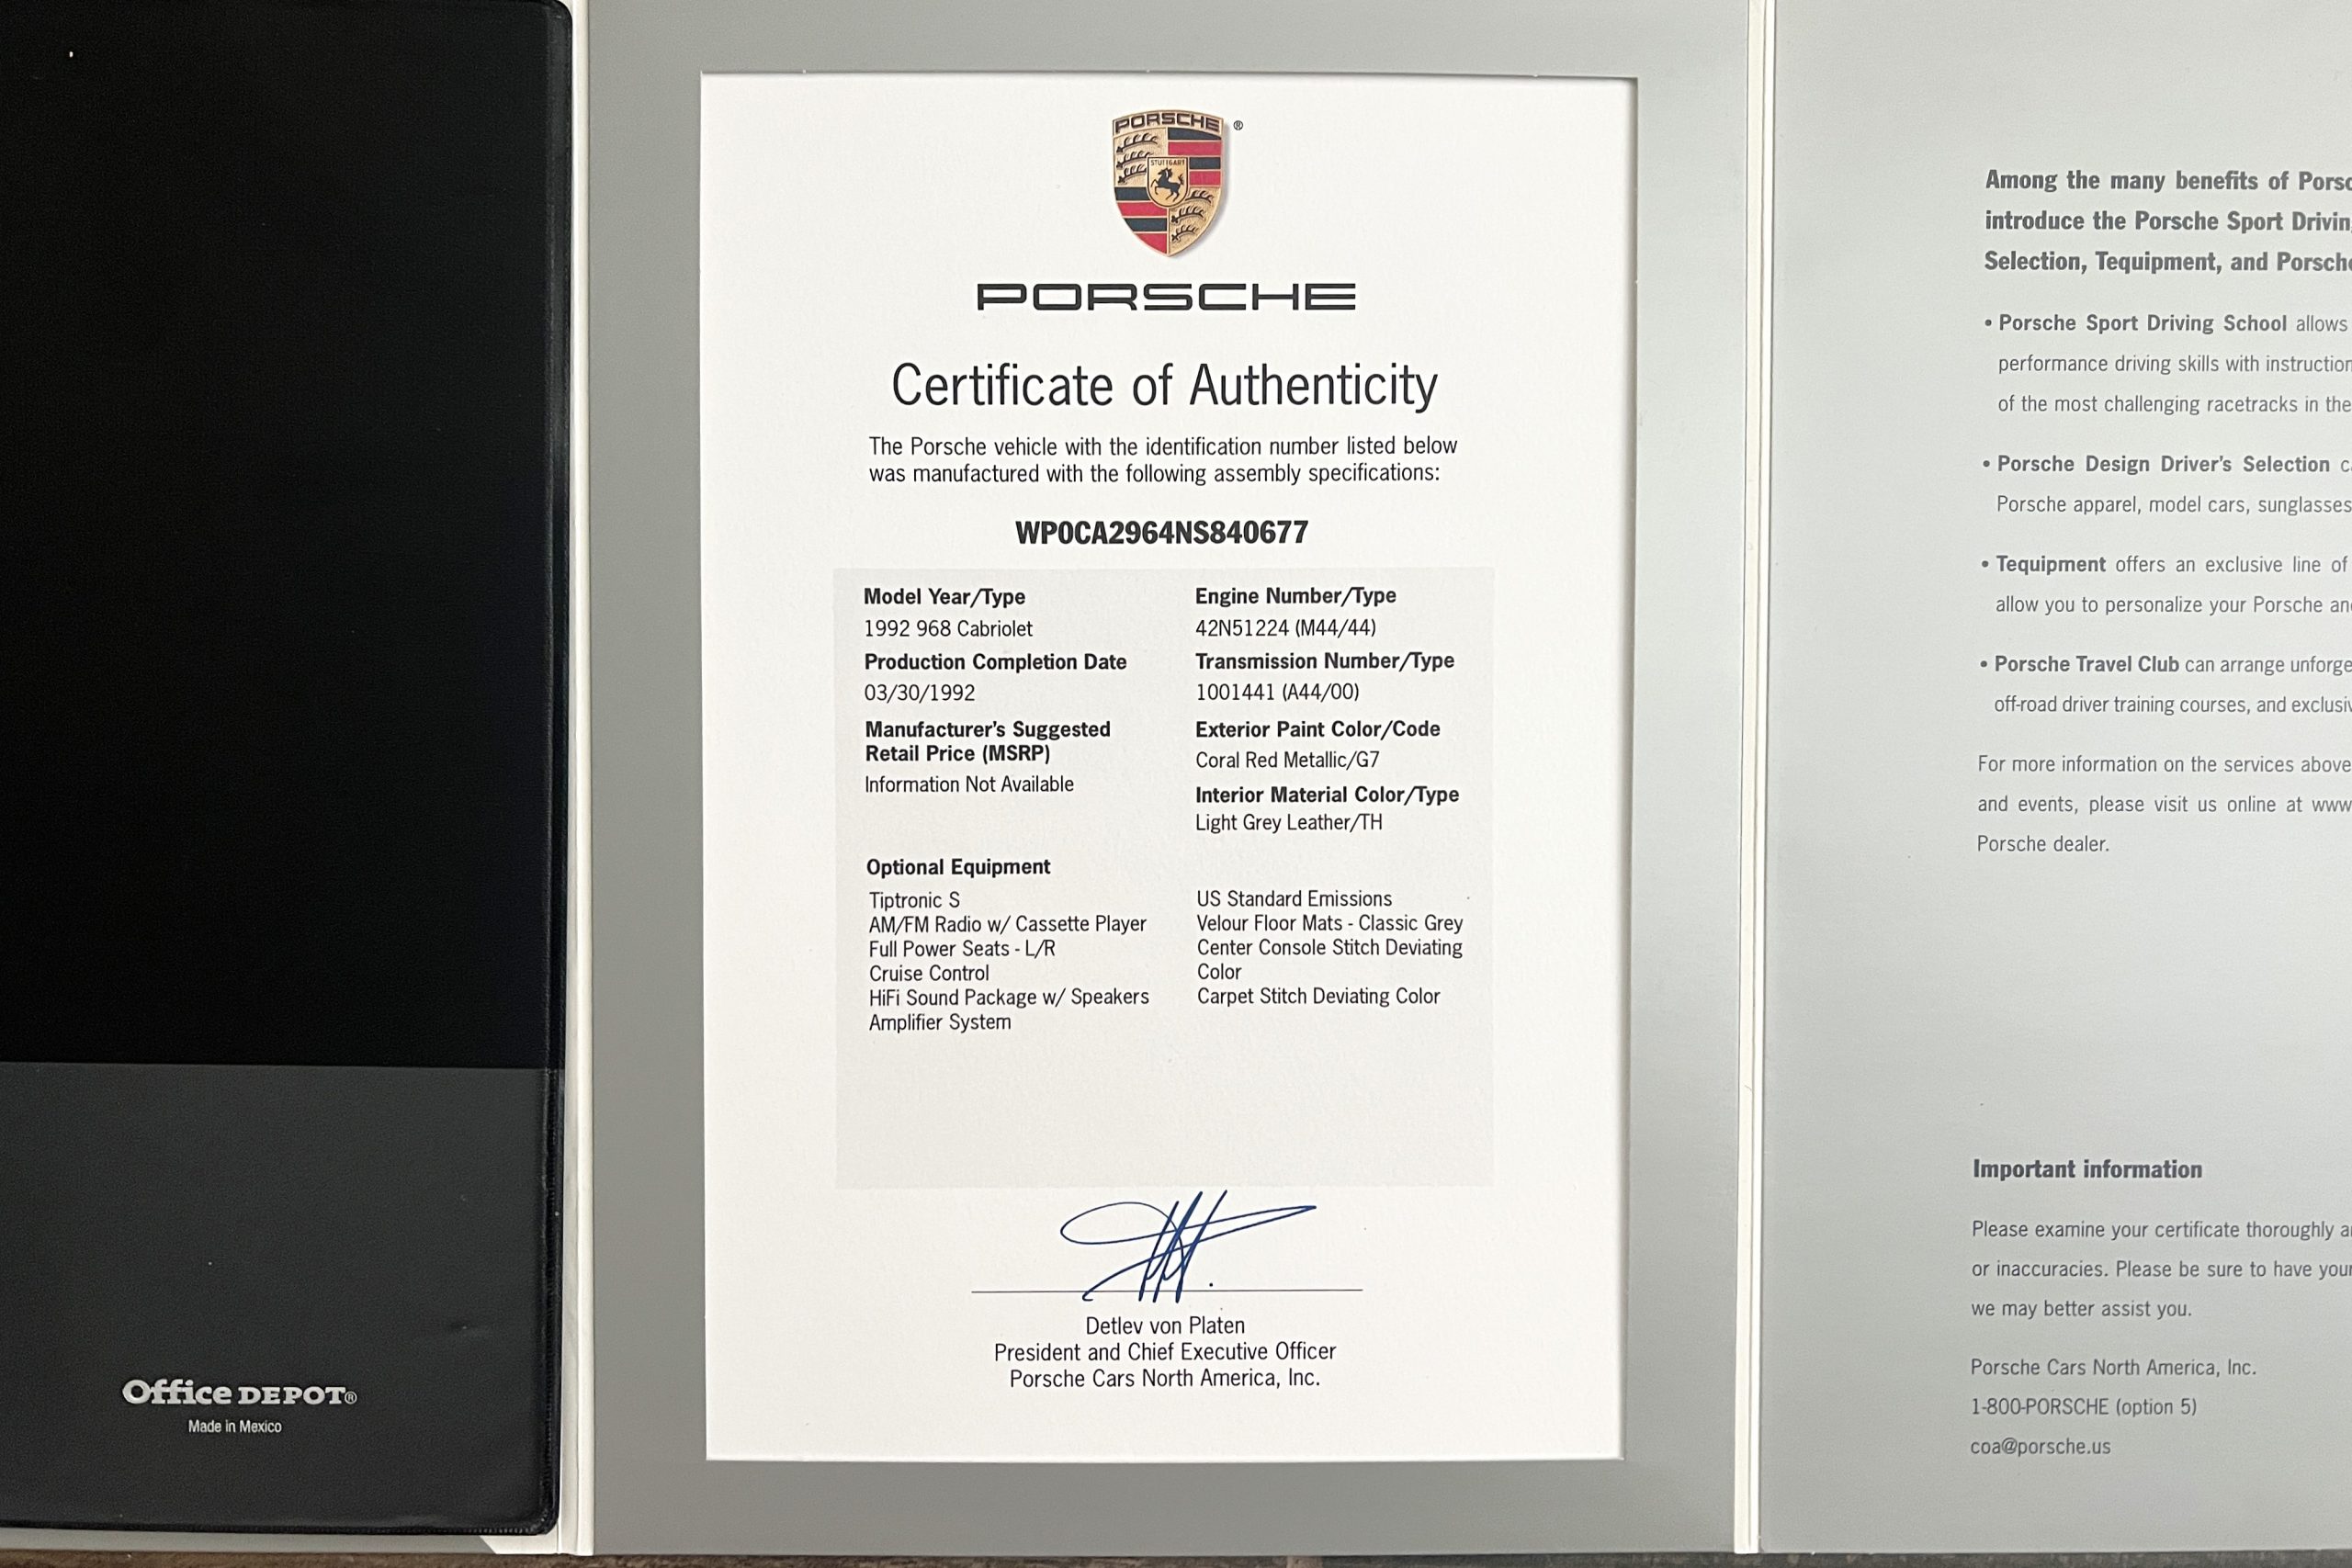 Office DEPOT®
Made in Mexico
PORSCHE
®
STUTTGART
PORSCHE
Certificate of Authenticity
The Porsche vehicle with the identification number listed below
was manufactured with the following assembly specifications:
WP0CA2964NS840677
Model Year/Type
1992 968 Cabriolet
Production Completion Date
03/30/1992
Manufacturer's Suggested
Retail Price (MSRP)
Information Not Available
Engine Number/Type
42N51224 (M44/44)
Transmission Number/Type
1001441 (A44/00)
Exterior Paint Color/Code
Coral Red Metallic/G7
Interior Material Color/Type
Light Grey Leather/TH
Optional Equipment
Tiptronic S
AM/FM Radio w/ Cassette Player
Full Power Seats - L/R
Cruise Control
HiFi Sound Package w/ Speakers
Amplifier System
US Standard Emissions
Velour Floor Mats - Classic Grey
Center Console Stitch Deviating
Color
Carpet Stitch Deviating Color
Detlev von Platen
President and Chief Executive Officer
Porsche Cars North America, Inc.
Among the many benefits of
introduce the Porsche Sport
Selection, Tequipment, and
• Porsche Sport Driving School allows
performance driving skills with
of the most challenging racetracks in the
• Porsche Design Driver's Selection
Porsche apparel, model cars, sunglasses
• Tequipment offers an exclusive line of
allow you to personalize your Porsche
• Porsche Travel Club can arrange
off-road driver training courses, and
For more information on the services above
and events, please visit us online at www
Porsche dealer.
Important information
Please examine your certificate thoroughly
or inaccuracies. Please be sure to have
we may better assist you.
Porsche Cars North America, Inc.
1-800-PORSCHE (option 5)
coa@porsche.us